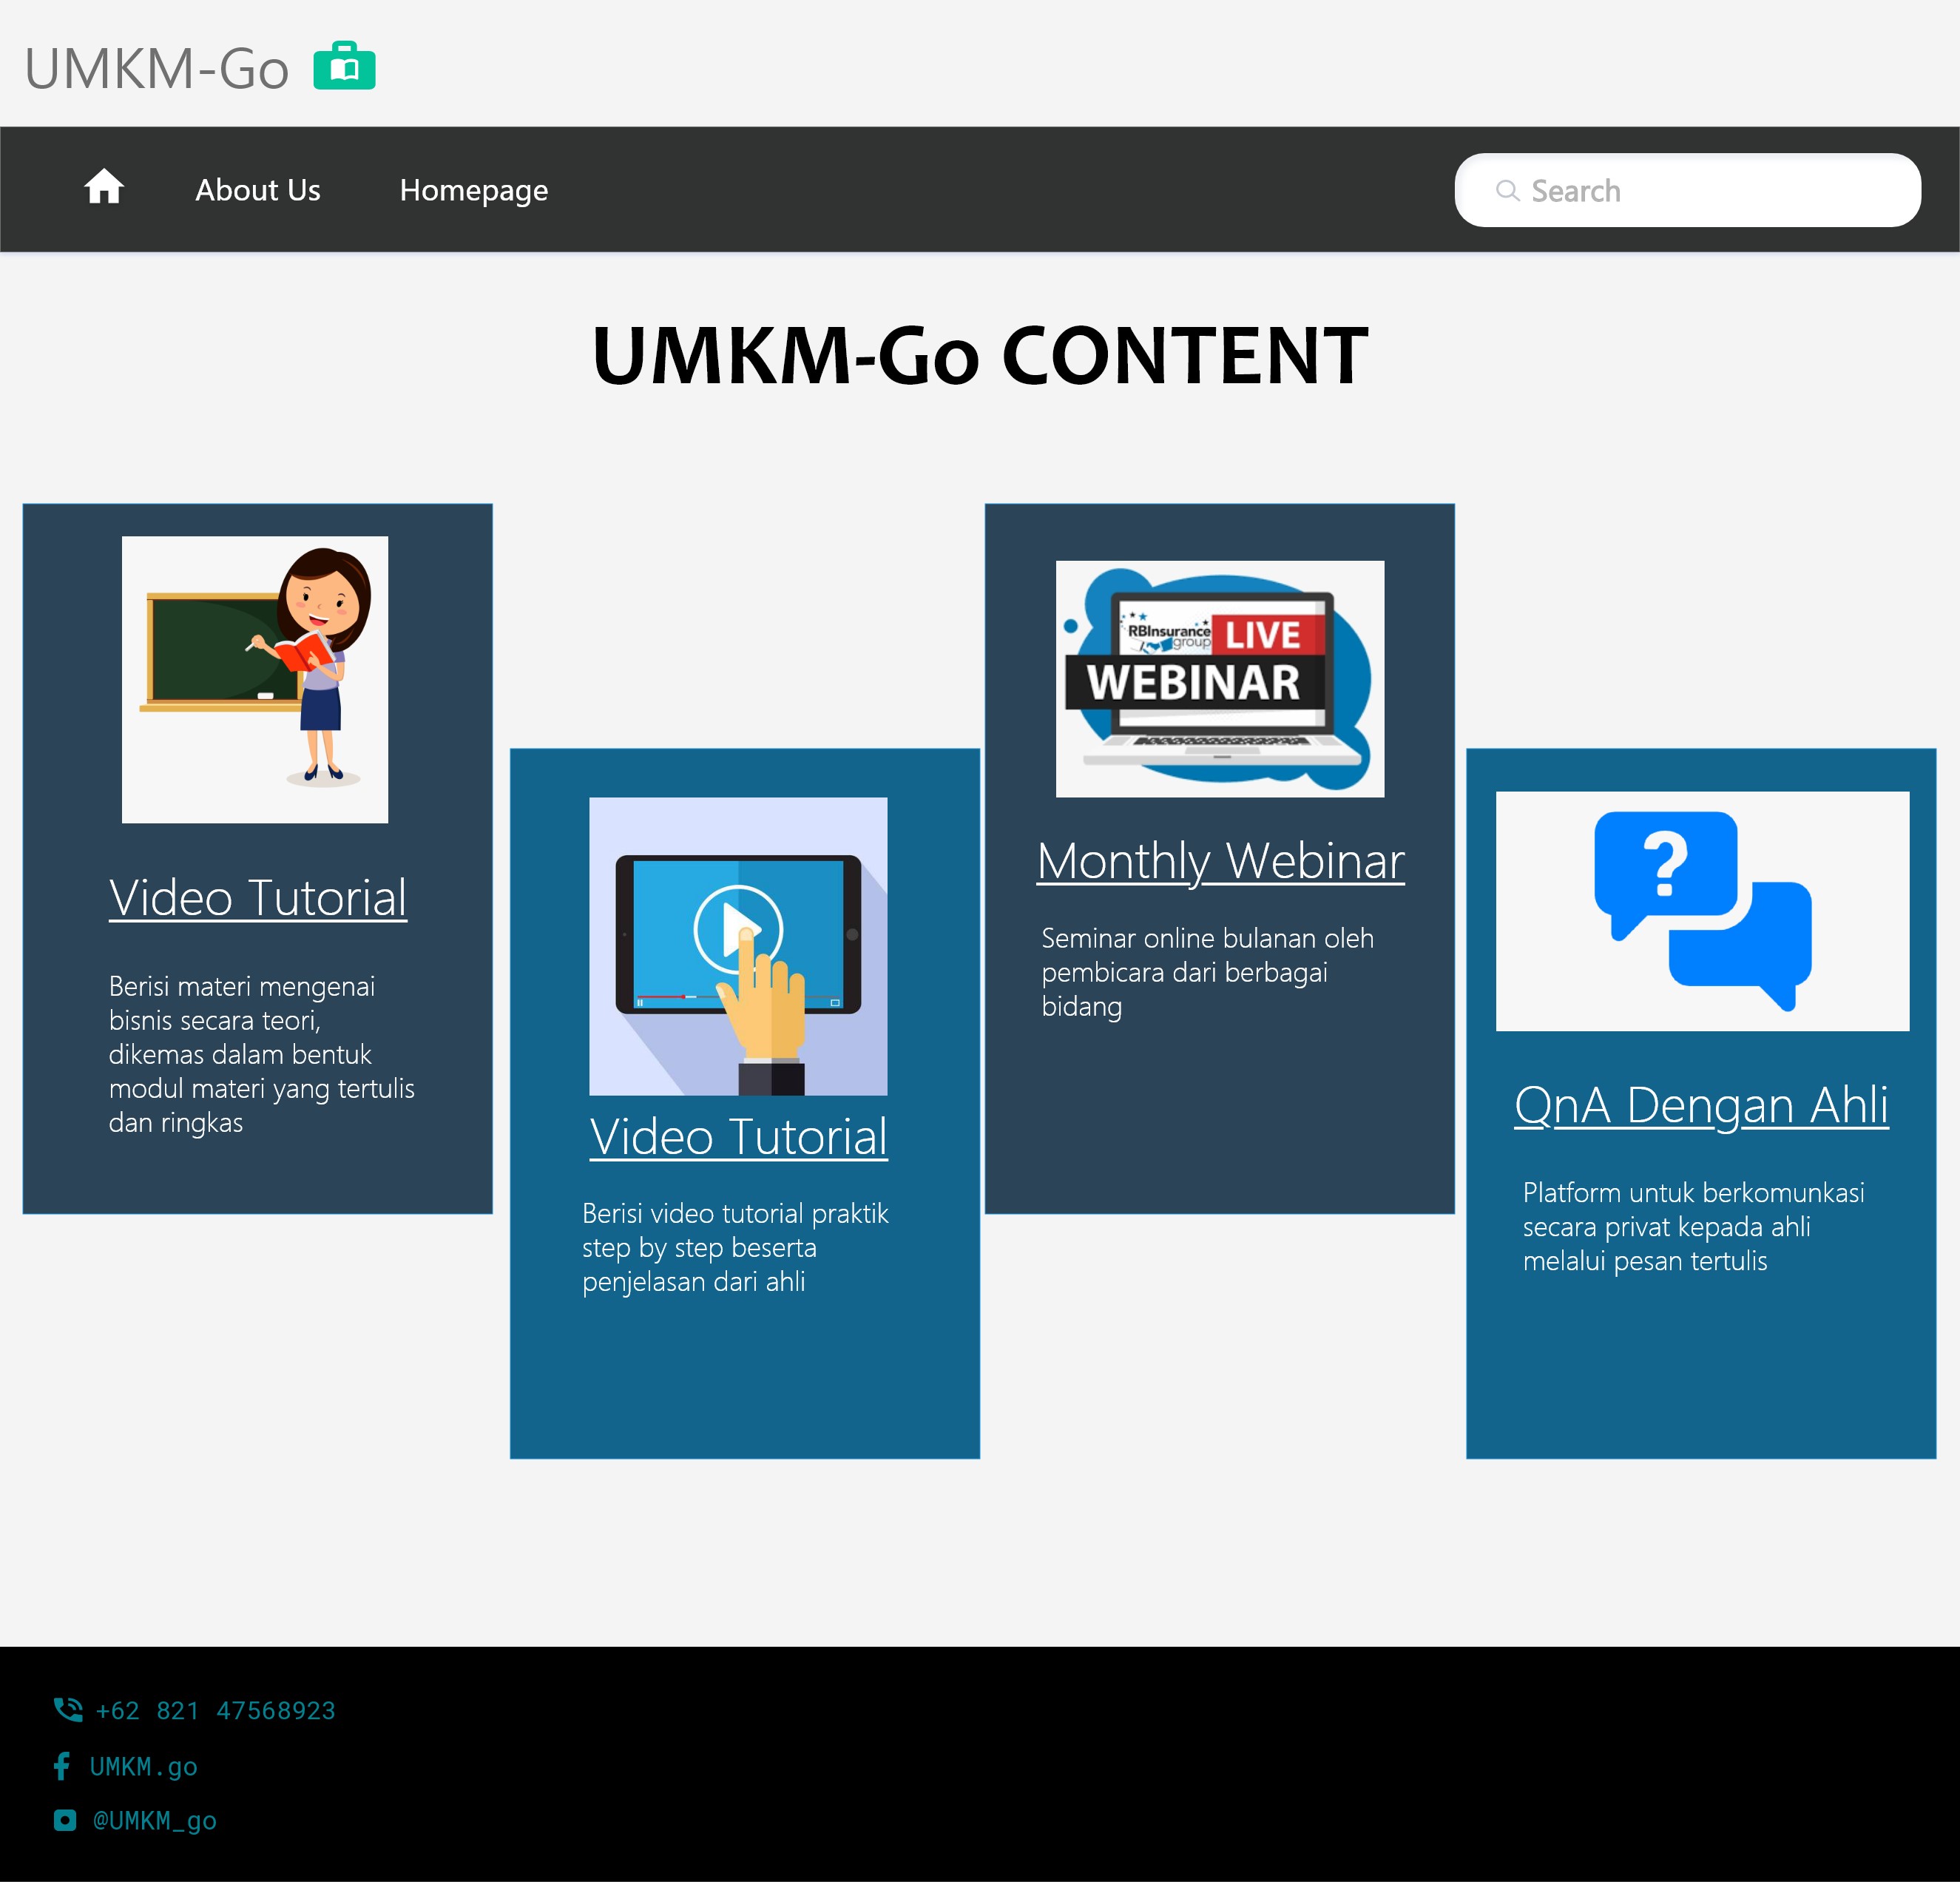 UMKM-Go
About Us
Homepage
Search
UMKM-Go CONTENT
Video Tutorial
Berisi materi mengenai
bisnis secara teori,
dikemas dalam bentuk
modul materi yang tertulis
dan ringkas
Video Tutorial
Berisi video tutorial praktik
step by step beserta
penjelasan dari ahli
RBInsurance
group
LIVE
WEBINAR
Monthly Webinar
Seminar online bulanan oleh
pembicara dari berbagai
bidang
?
QnA Dengan Ahli
Platform untuk berkomunkasi
secara privat kepada ahli
melalui pesan tertulis
+62 821 47568923
UMKM.go
@UMKM_go